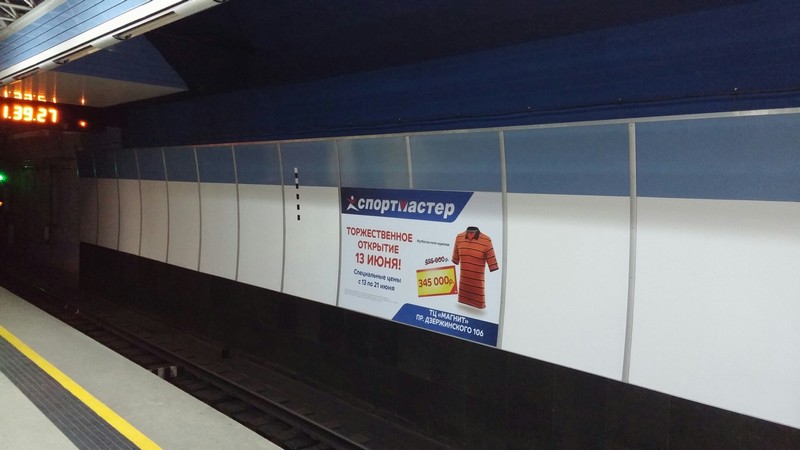 1.39.27
спортмастер
ТОРЖЕСТВЕННОЕ
ОТКРЫТИЕ
13 ИЮНЯ!
Специальные цены
с 13 по 21 июня
345 000р.
ТЦ «МАГНИТ»
ПР. ДЗЕРЖИНСКОГО 106